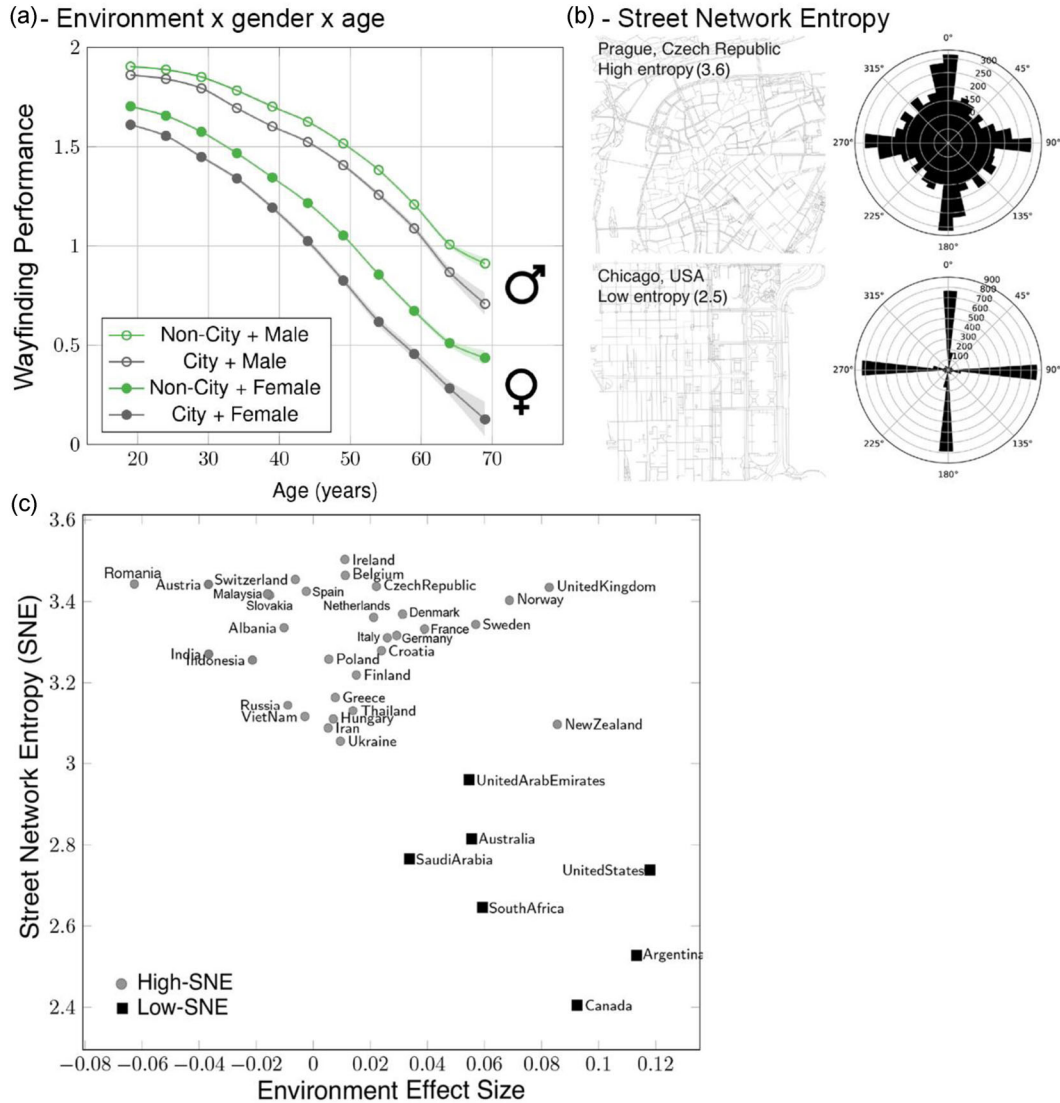 (a) - Environment x gender x age
2
1.5
1
0.5
0
Wayfinding Performance
Non-City + Male
City + Male
Non-City + Female
City + Female
♂
♀
10 20 30 40 50 60 70
Age (years)
(b) - Street Network Entropy
Prague, Czech Republic
High entropy (3.6)
0°
45°
90°
135°
180°
225°
270°
315°
300
250
200
150
Chicago, USA
Low entropy (2.5)
0°
45°
90°
135°
180°
225°
270°
315°
900
800
700
600
500
400
300
200
100
(c)
3.6
3.4
3.2
3
2.8
2.6
2.4
Street Network Entropy (SNE)
Ireland
Belgium
Romania
Austria
Switzerland
CzechRepublic
UnitedKingdom
Malaysia
Spain
Slovakia
Norway
Netherlands
Denmark
Albania
France
Sweden
Italy
Germany
Croatia
India
Indonesia
Poland
Finland
Greece
Russia
Thailand
VietNam
Hungary
Iran
NewZealand
Ukraine
UnitedArabEmirates
Australia
SaudiArabia
UnitedStates
SouthAfrica
Argentina
Canada
High-SNE
Low-SNE
−0.08 −0.06 −0.04 −0.02 0 0.02 0.04 0.06 0.08 0.1 0.12
Environment Effect Size